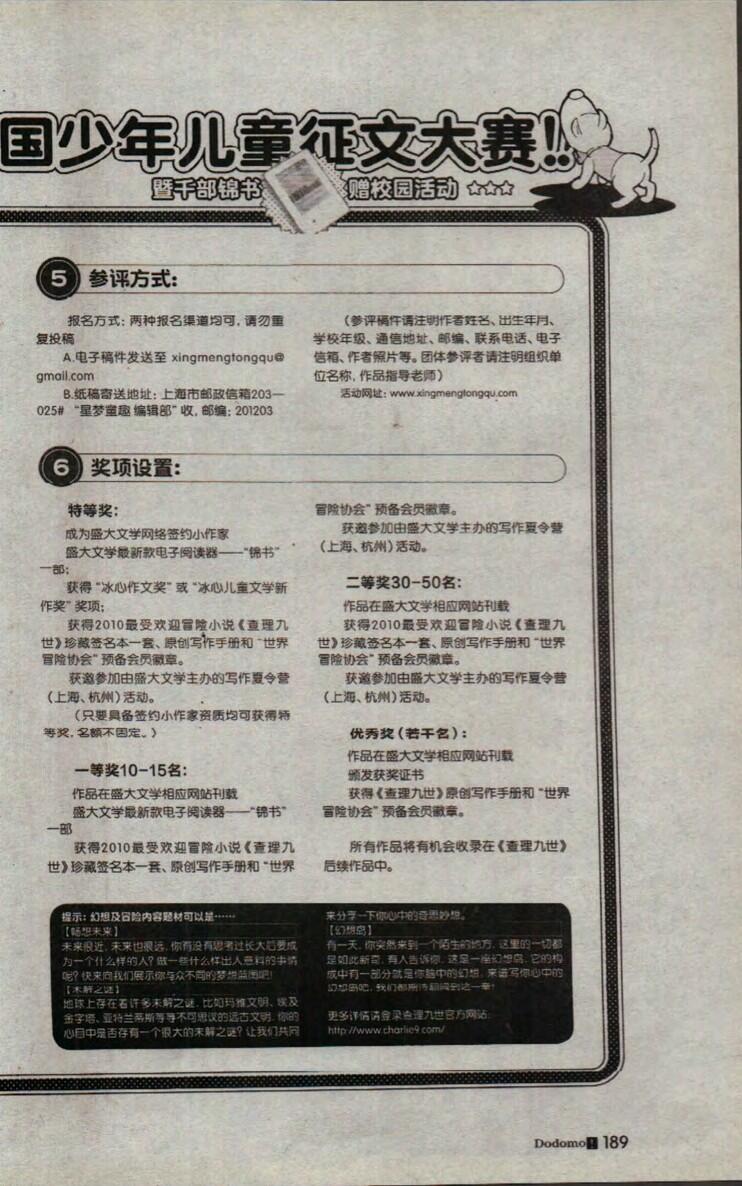 国少年儿童征文大赛!!
暨千部锦书
赠校园活动 ☆☆☆
5 参评方式：
报名方式：两种报名渠道均可，请勿重
复投稿
A.电子稿件发送至 xingmengtongqu@
gmail.com
B.纸稿寄送地址：上海市邮政信箱203—
025# “星梦童趣 编辑部”收，邮编：201203
（参评稿件请注明作者姓名、出生年月、
学校年级、通信地址、邮编、联系电话、电子
信箱、作者照片等。团体参评者请注明组织单
位名称，作品指导老师）
活动网址：www.xingmengtongqu.com
6 奖项设置：
特等奖：
成为盛大文学网络签约小作家
盛大文学最新款电子阅读器——“锦书”
一部；
获得“冰心作文奖”或“冰心儿童文学新
作奖”奖项；
获得2010最受欢迎冒险小说《查理九
世》珍藏签名本一套、原创写作手册和“世界
冒险协会”预备会员徽章。
获邀参加由盛大文学主办的写作夏令营
（上海、杭州）活动。
（只要具备签约小作家资质均可获得特
等奖，名额不固定。）
一等奖10-15名：
作品在盛大文学相应网站刊载
盛大文学最新款电子阅读器——“锦书”
一部
获得2010最受欢迎冒险小说《查理九
世》珍藏签名本一套、原创写作手册和“世界
冒险协会”预备会员徽章。
获邀参加由盛大文学主办的写作夏令营
（上海、杭州）活动。
二等奖30-50名：
作品在盛大文学相应网站刊载
获得2010最受欢迎冒险小说《查理九
世》珍藏签名本一套、原创写作手册和“世界
冒险协会”预备会员徽章。
获邀参加由盛大文学主办的写作夏令营
（上海、杭州）活动。
优秀奖（若干名）：
作品在盛大文学相应网站刊载
颁发获奖证书
获得《查理九世》原创写作手册和“世界
冒险协会”预备会员徽章。
所有作品将有机会收录在《查理九世》
后续作品中。
提示：幻想及冒险内容题材可以是……
【畅想未来】
未来很近，未来也很远，你有没有思考过长大后要成
为一个什么样的人？做一些什么样出人意料的事情
呢？快来向我们展示你与众不同的梦想蓝图吧！
【未解之谜】
地球上存在着许多未解之谜，比如玛雅文明、埃及
金字塔、亚特兰蒂斯等等不可思议的远古文明，你的
心目中是否存有一个很大的未解之谜？让我们共同
来分享一下你心中的奇思妙想。
【幻想岛】
有一天，你突然来到一个陌生的地方，这里的一切都
是如此新奇，有人告诉你，这是一座幻想岛，它的构
成中有一部分就是你脑中的幻想，来谱写你心中的
幻想岛吧，我们都期待
更多详情请登录查理九世官方网站：
http://www.charlie9.com/
Dodomo! 189